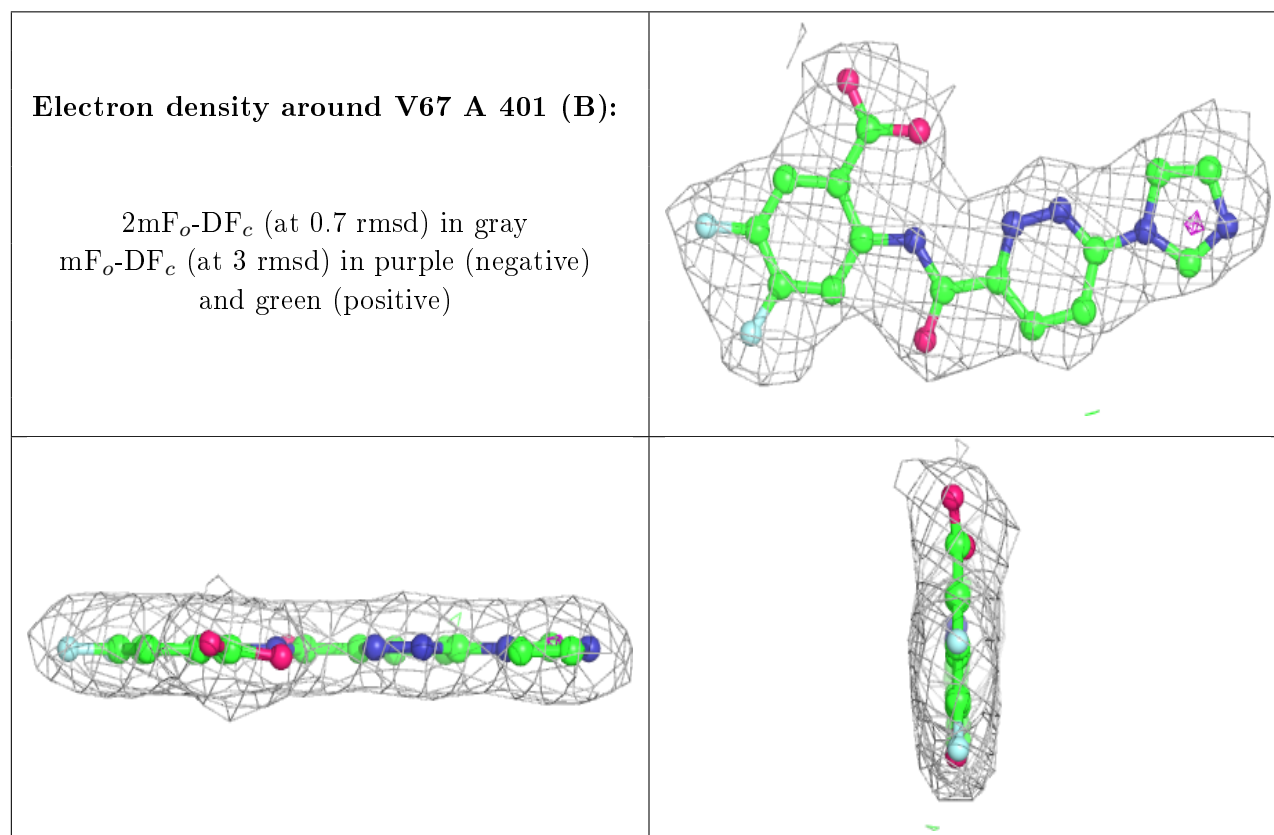 Electron density around V67 A 401 (B):
2mFo-DFc (at 0.7 rmsd) in gray
mFo-DFc (at 3 rmsd) in purple (negative)
and green (positive)